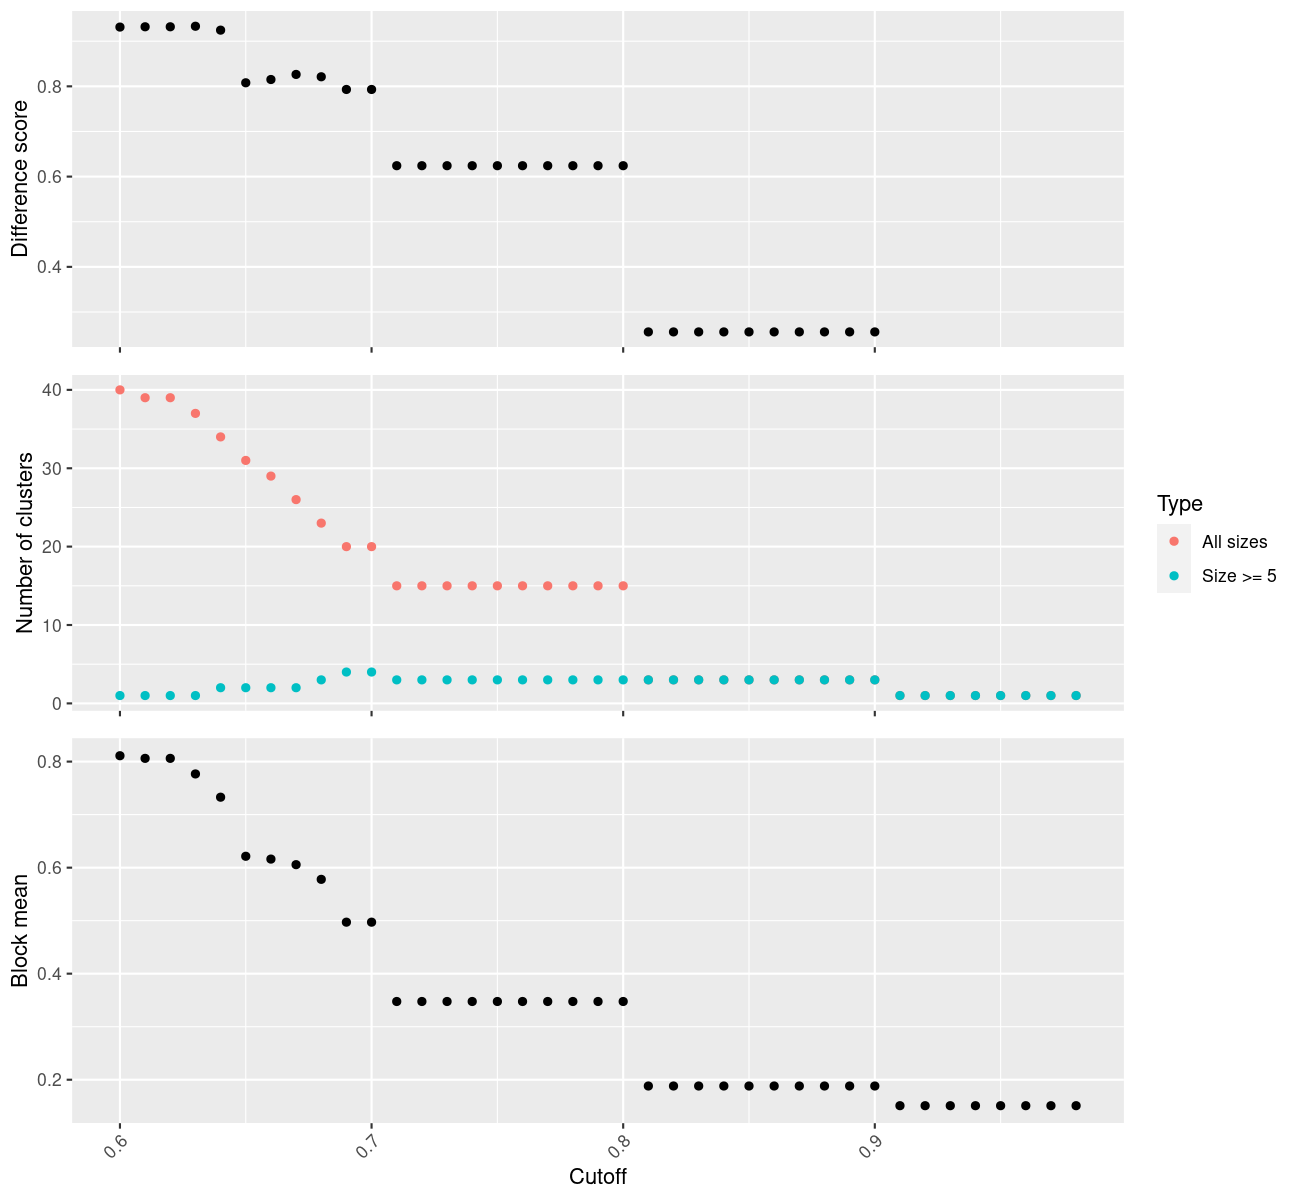 Difference score
0.8
0.6
0.4
Number of clusters
40
30
20
10
0
Type
All sizes
Size >= 5
Block mean
0.8
0.6
0.4
0.2
0.6
0.7
0.8
0.9
Cutoff